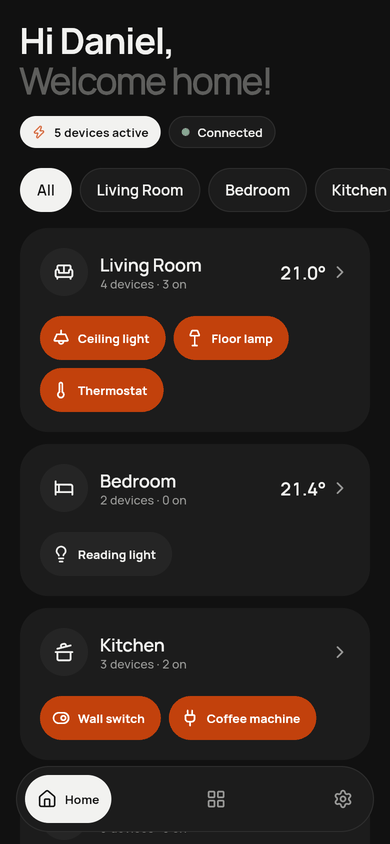 Hi Daniel,
Welcome home!
5 devices active
Connected
All
Living Room
Bedroom
Kitchen
Living Room
4 devices · 3 on
21.0°
Ceiling light
Floor lamp
Thermostat
Bedroom
2 devices · 0 on
21.4°
Reading light
Kitchen
3 devices · 2 on
Wall switch
Coffee machine
Home